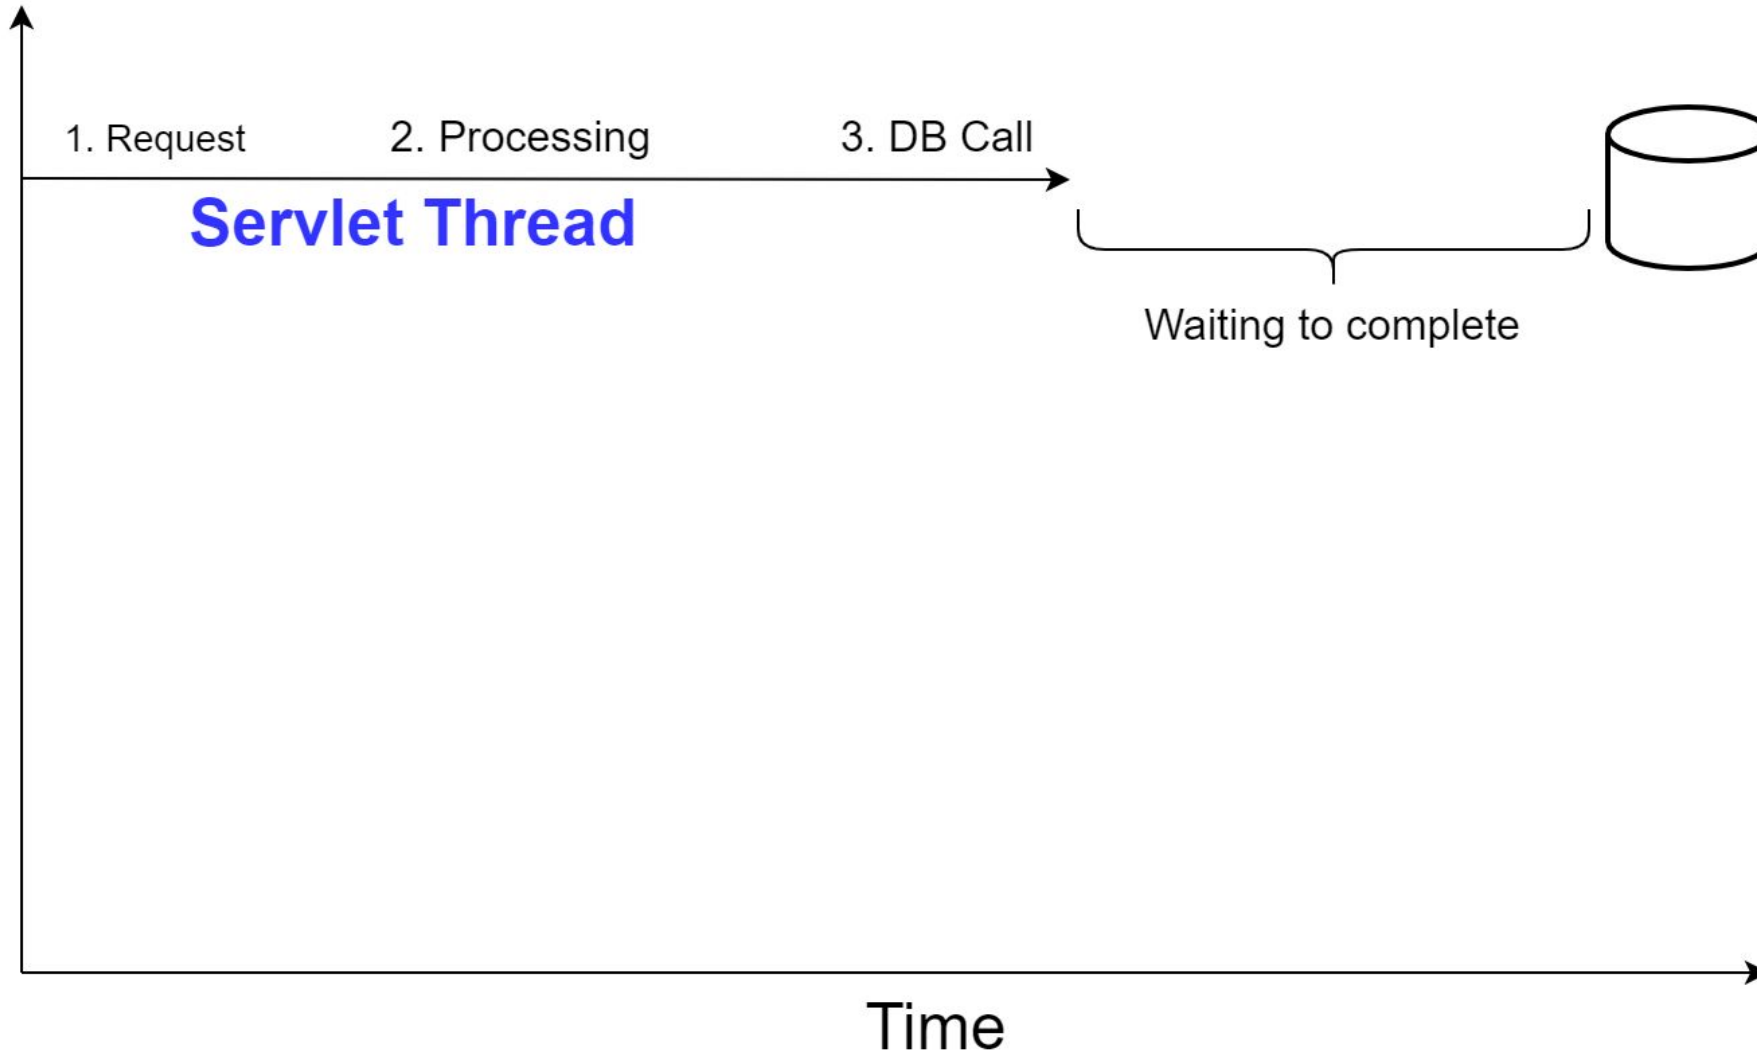 1. Request
2. Processing
3. DB Call
Servlet Thread
Waiting to complete
Time